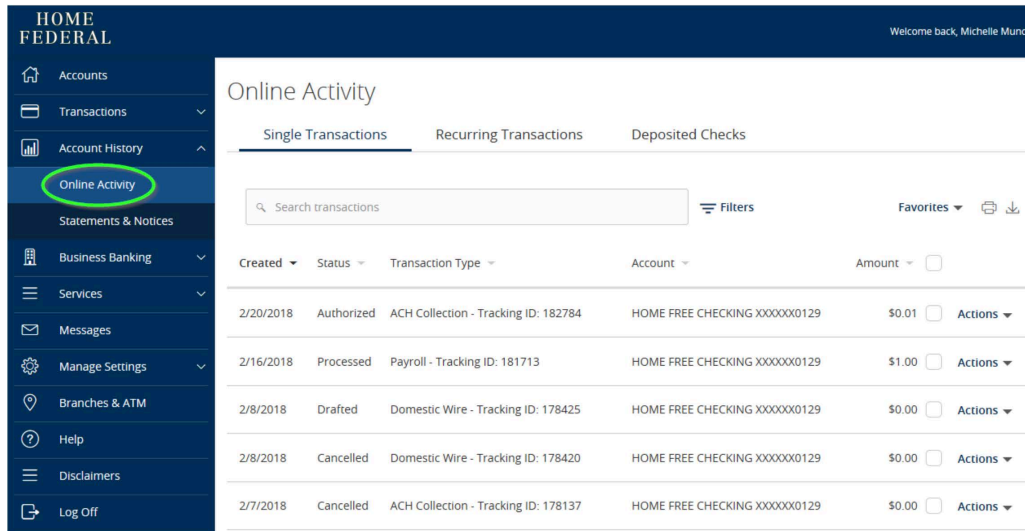 HOME
FEDERAL
Welcome back, Michelle
Accounts
Transactions
Account History
Online Activity
Statements & Notices
Business Banking
Services
Messages
Manage Settings
Branches & ATM
Help
Disclaimers
Log Off
Online Activity
Single Transactions Recurring Transactions Deposited Checks
Search transactions Filters Favorites
Created Status Transaction Type Account Amount
2/20/2018 Authorized ACH Collection - Tracking ID: 182784 HOME FREE CHECKING XXXXXX0129 $0.01 Actions
2/16/2018 Processed Payroll - Tracking ID: 181713 HOME FREE CHECKING XXXXXX0129 $1.00 Actions
2/8/2018 Drafted Domestic Wire - Tracking ID: 178425 HOME FREE CHECKING XXXXXX0129 $0.00 Actions
2/8/2018 Cancelled Domestic Wire - Tracking ID: 178420 HOME FREE CHECKING XXXXXX0129 $0.00 Actions
2/7/2018 Cancelled ACH Collection - Tracking ID: 178137 HOME FREE CHECKING XXXXXX0129 $0.00 Actions